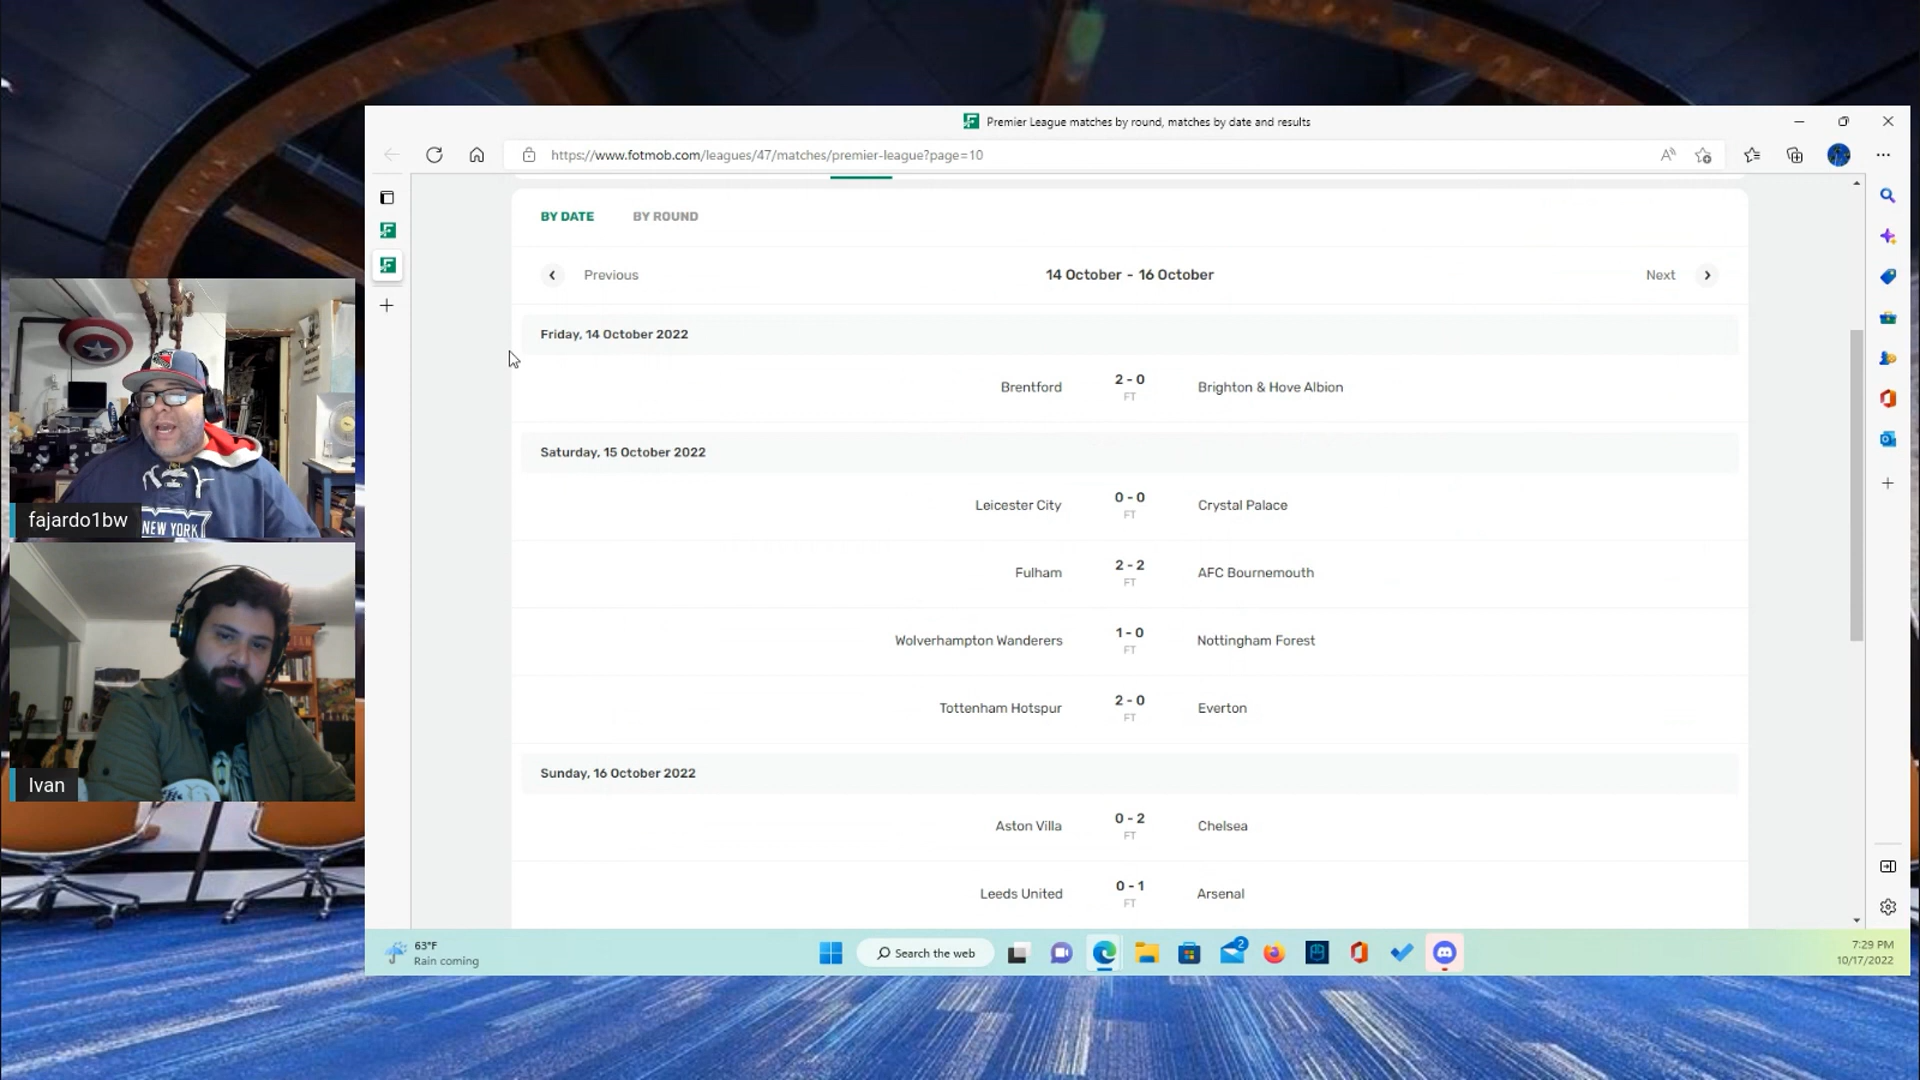 Premier League matches by round, matches by date and results
https://www.fotmob.com/leagues/47/matches/premier-league?page=10
BY DATE
BY ROUND
Previous
14 October - 16 October
Next
Friday, 14 October 2022
Brentford 2 - 0 Brighton & Hove Albion
FT
Saturday, 15 October 2022
Leicester City 0 - 0 Crystal Palace
FT
Fulham 2 - 2 AFC Bournemouth
FT
Wolverhampton Wanderers 1 - 0 Nottingham Forest
FT
Tottenham Hotspur 2 - 0 Everton
FT
Sunday, 16 October 2022
Aston Villa 0 - 2 Chelsea
FT
Leeds United 0 - 1 Arsenal
FT
fajardo1bw
NEW YORK
Ivan
63°F
Rain coming
Search the web
2
7:29 PM
10/17/2022